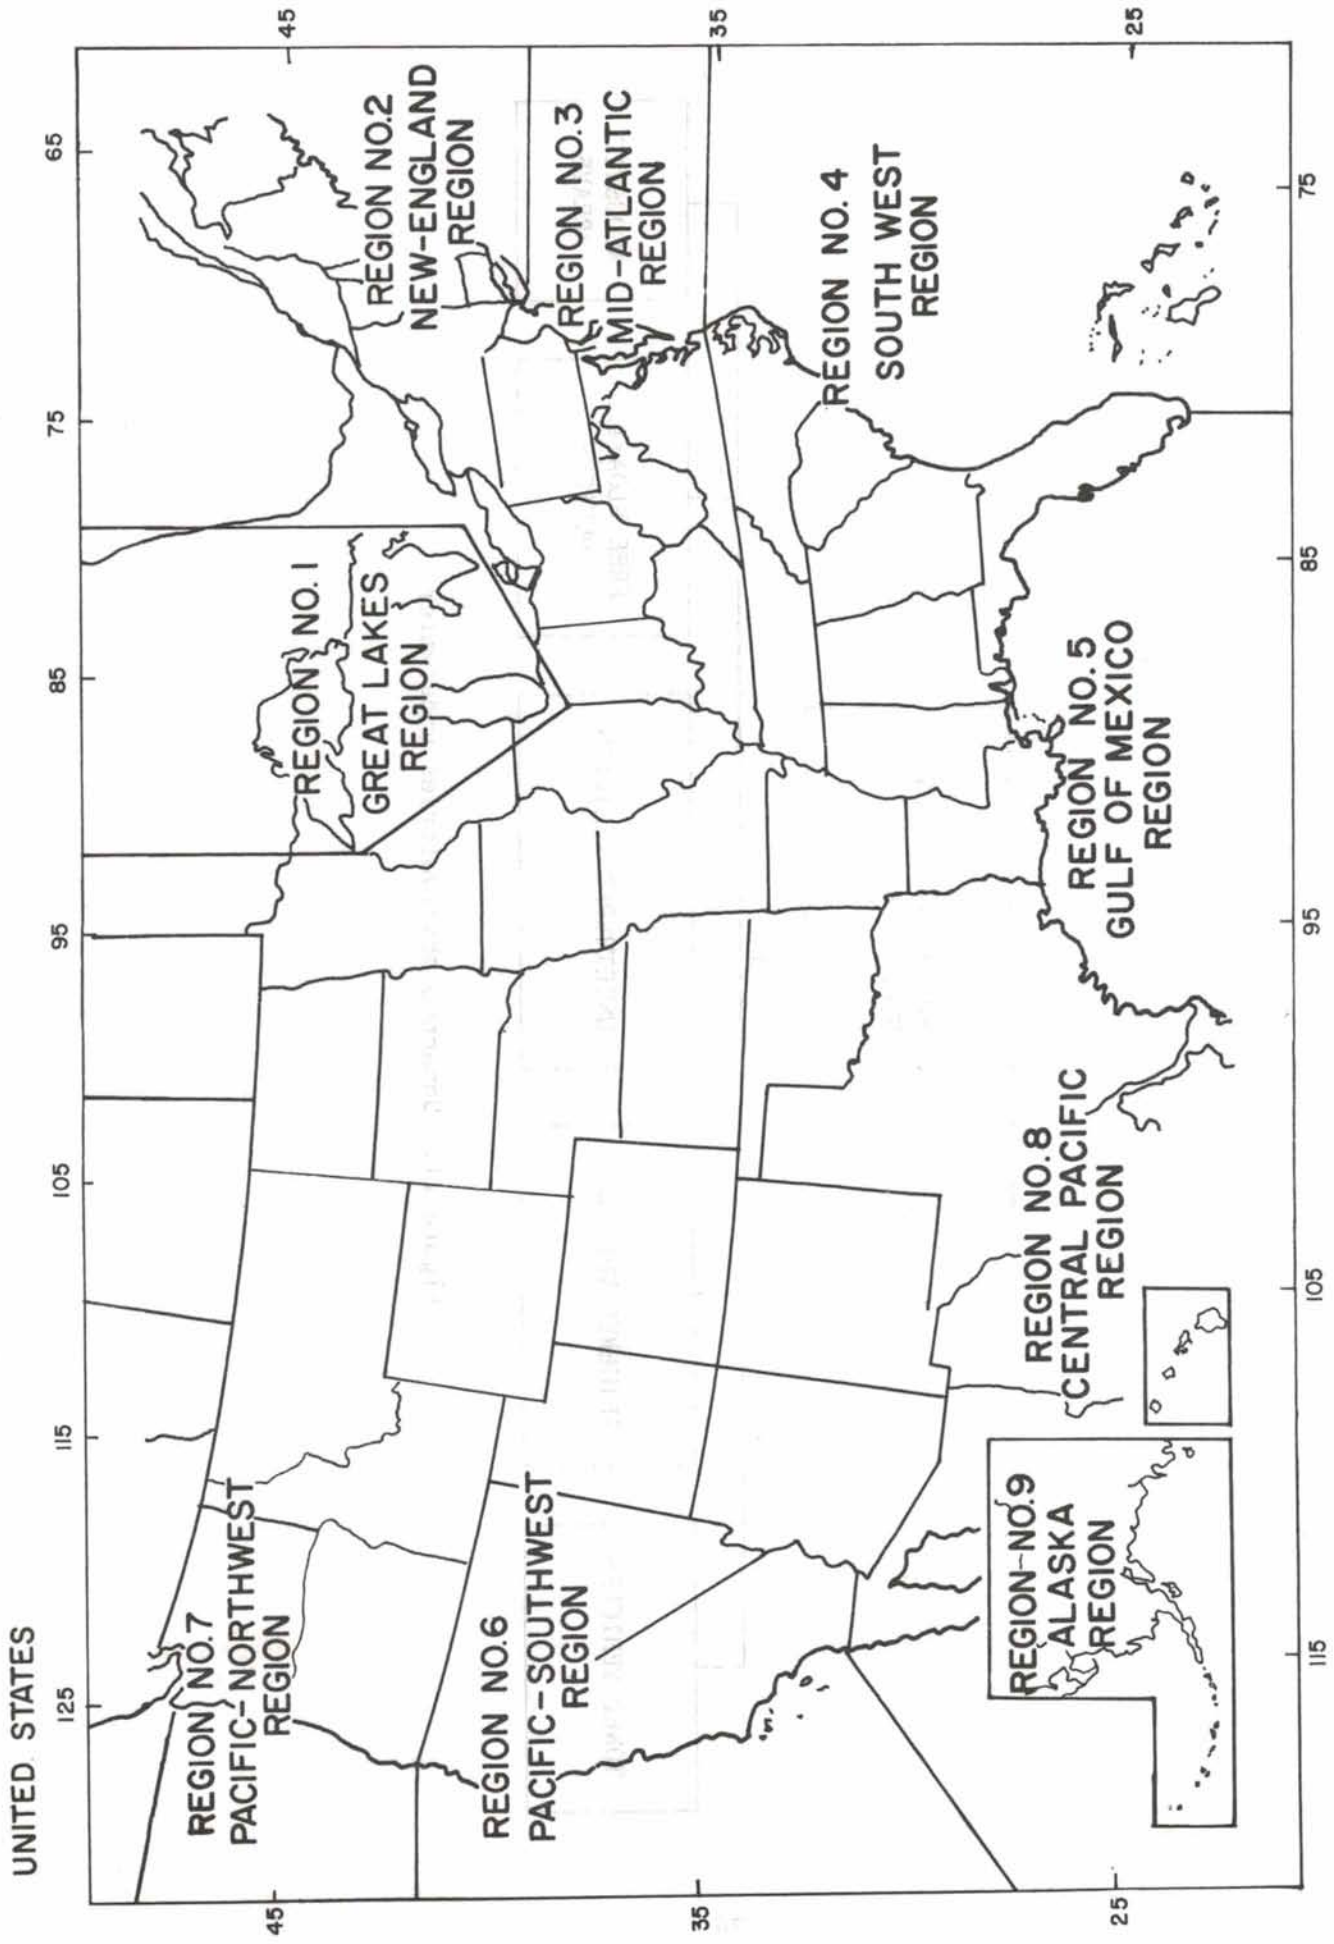 UNITED STATES
125
115
105
95
85
75
65
45
35
25
45
35
25
115
105
95
85
75
REGION NO.7
PACIFIC-NORTHWEST
REGION
REGION NO.6
PACIFIC-SOUTHWEST
REGION
REGION NO.1
GREAT LAKES
REGION
REGION NO.2
NEW-ENGLAND
REGION
REGION NO.3
MID-ATLANTIC
REGION
REGION NO.4
SOUTH WEST
REGION
REGION NO.5
GULF OF MEXICO
REGION
REGION NO.8
CENTRAL PACIFIC
REGION
REGION-NO.9
ALASKA
REGION